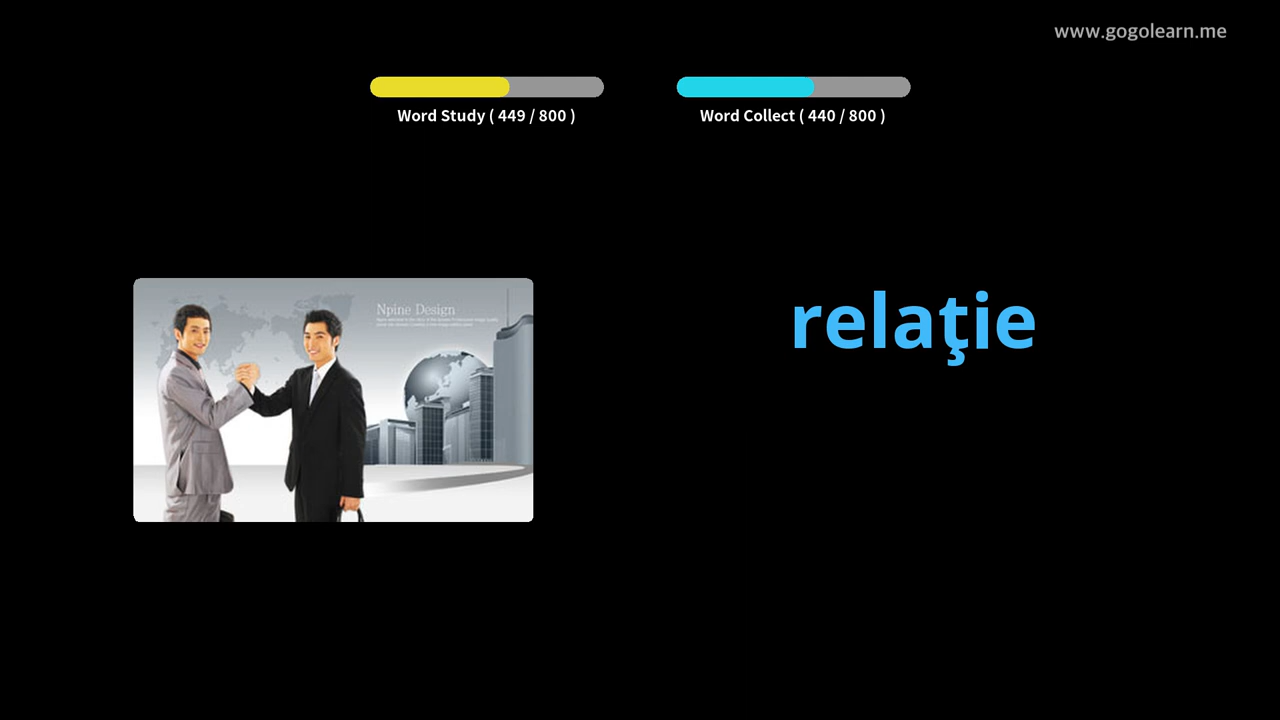 www.gogolearn.me
Word Study ( 449 / 800 )
Word Collect ( 440 / 800 )
Npine Design
relaţie